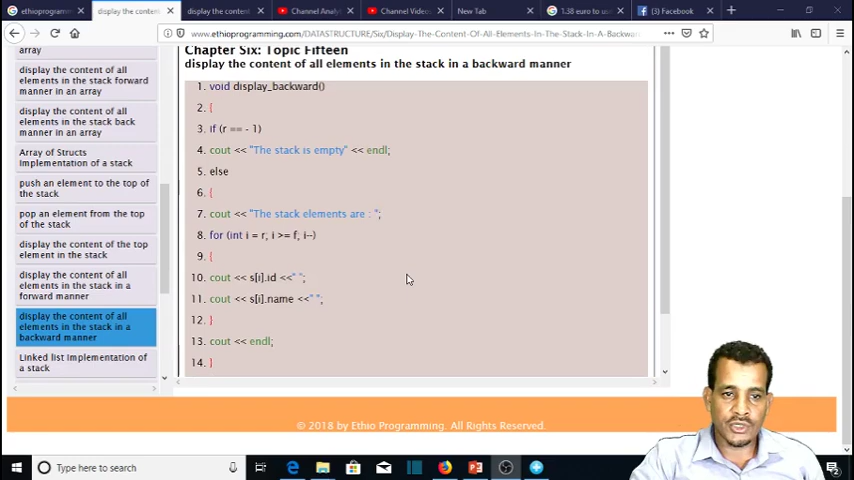 ethioprogramm
display the conten
display the conten
Channel Analy
Channel Video
New Tab
1.38 euro to us
(3) Facebook
www.ethioprogramming.com/DATASTRUCTURE/Six/Display-The-Content-Of-All-Elements-In-The-Stack-In-A-Backwar
array
display the content of all
elements in the stack forward
manner in an array
display the content of all
elements in the stack back
manner in an array
Array of Structs
Implementation of a stack
push an element to the top of
the stack
pop an element from the top
of the stack
display the content of the top
element in the stack
display the content of all
elements in the stack in a
forward manner
display the content of all
elements in the stack in a
backward manner
Linked list Implementation of
a stack
Chapter Six: Topic Fifteen
display the content of all elements in the stack in a backward manner
1. void display_backward()
2. {
3. if (r == - 1)
4. cout << "The stack is empty" << endl;
5. else
6. {
7. cout << "The stack elements are : ";
8. for (int i = r; i >= f; i--)
9. {
10. cout << s[i].id <<" ";
11. cout << s[i].name <<" ";
12. }
13. cout << endl;
14. }
© 2018 by Ethio Programming. All Rights Reserved.
Type here to search